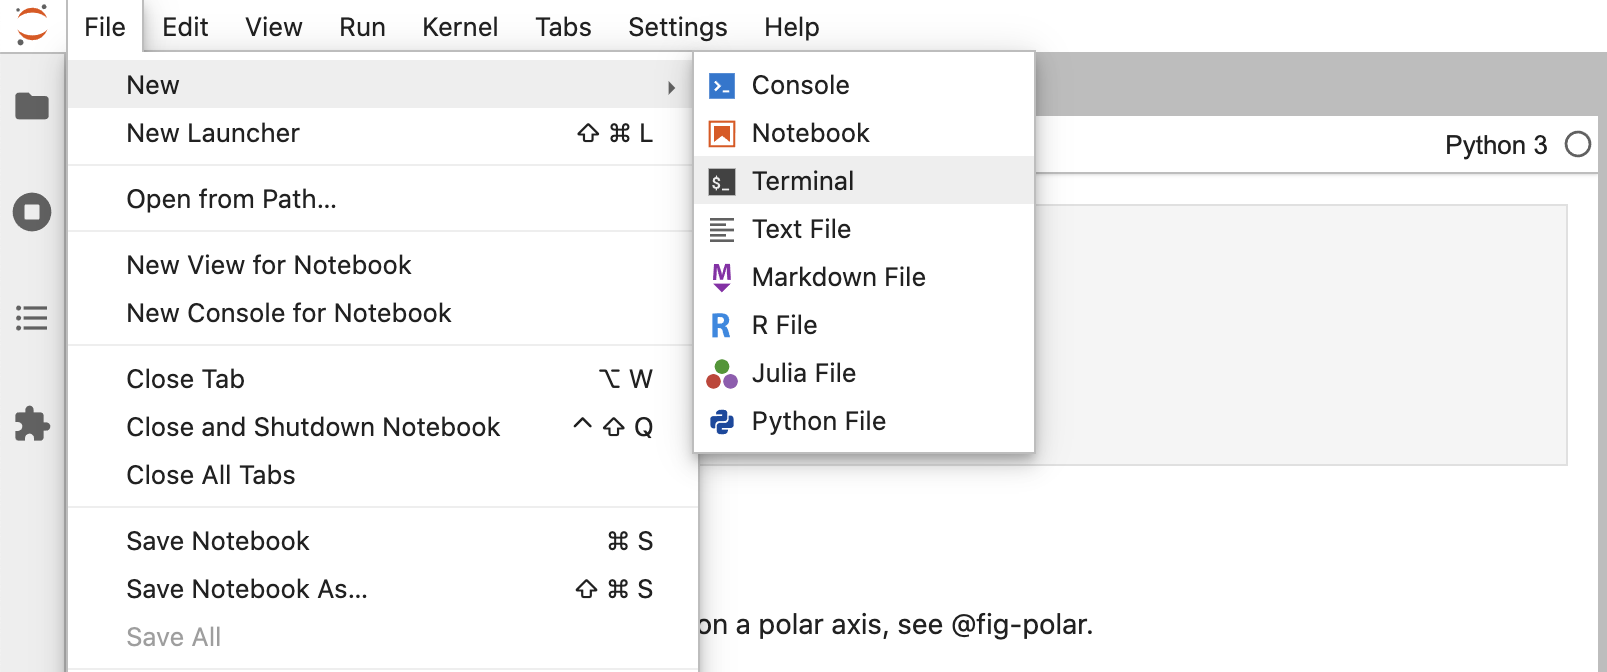 File Edit View Run Kernel Tabs Settings Help
New
New Launcher ⇧ ⌘ L
Open from Path...
New View for Notebook
New Console for Notebook
Close Tab ⌥ W
Close and Shutdown Notebook ^ ⇧ Q
Close All Tabs
Save Notebook ⌘ S
Save Notebook As... ⇧ ⌘ S
Save All
Console
Notebook
$_ Terminal
Text File
Markdown File
R File
Julia File
Python File
Python 3
on a polar axis, see @fig-polar.